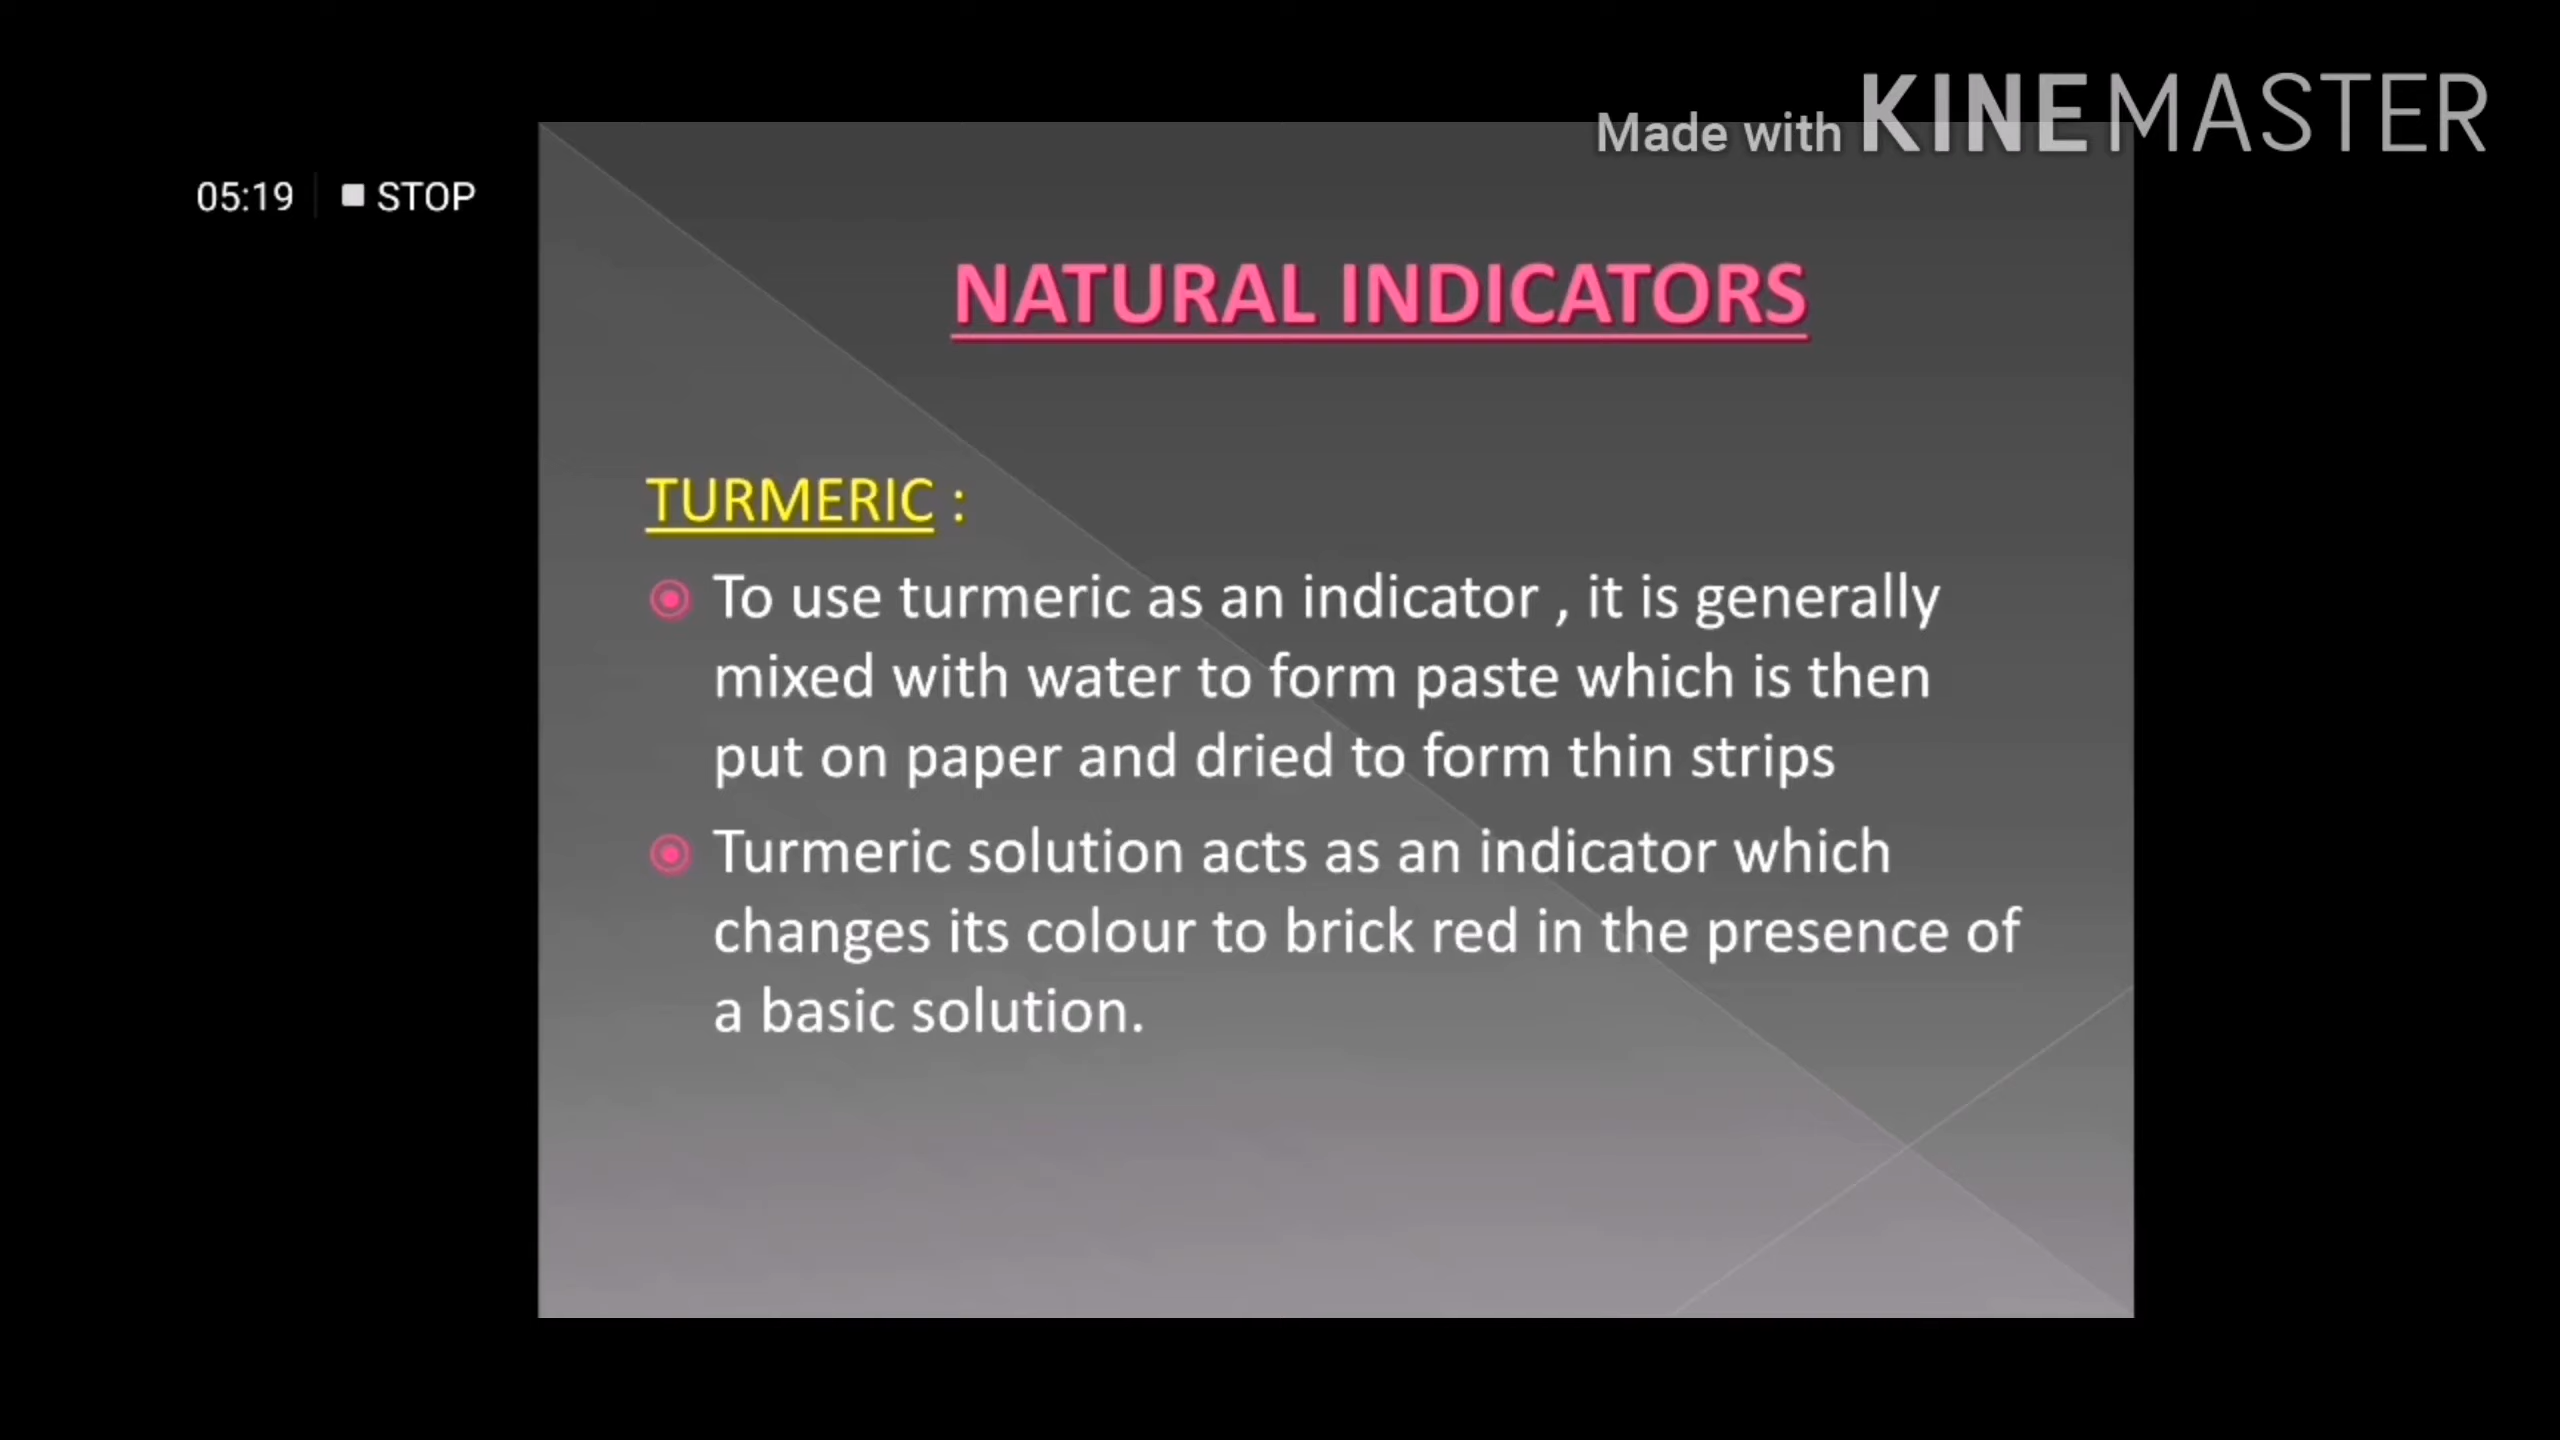 Made with KINEMASTER
05:19 STOP
NATURAL INDICATORS
TURMERIC :
To use turmeric as an indicator , it is generally
mixed with water to form paste which is then
put on paper and dried to form thin strips
Turmeric solution acts as an indicator which
changes its colour to brick red in the presence of
a basic solution.